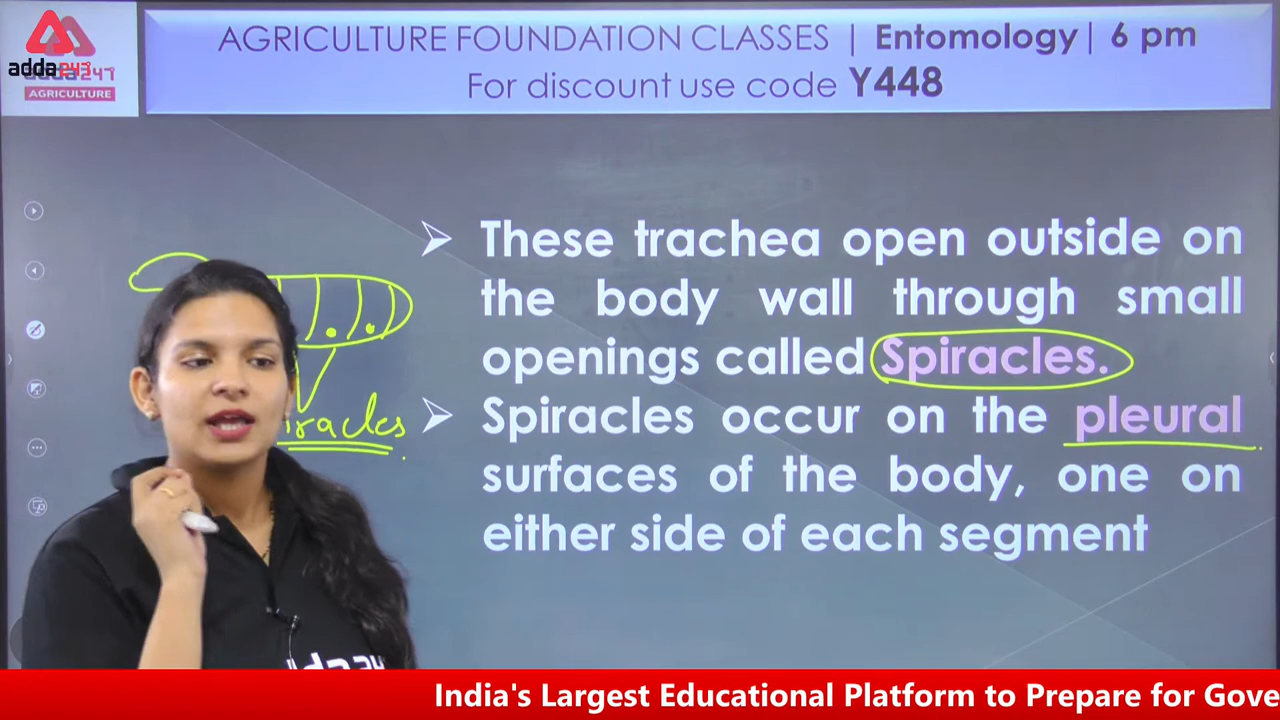 AGRICULTURE FOUNDATION CLASSES | Entomology| 6 pm
For discount use code Y448
adda247
adda247
AGRICULTURE
These trachea open outside on
the body wall through small
openings called Spiracles.
Spiracles occur on the pleural
surfaces of the body, one on
either side of each segment
iracles
India's Largest Educational Platform to Prepare for Gove